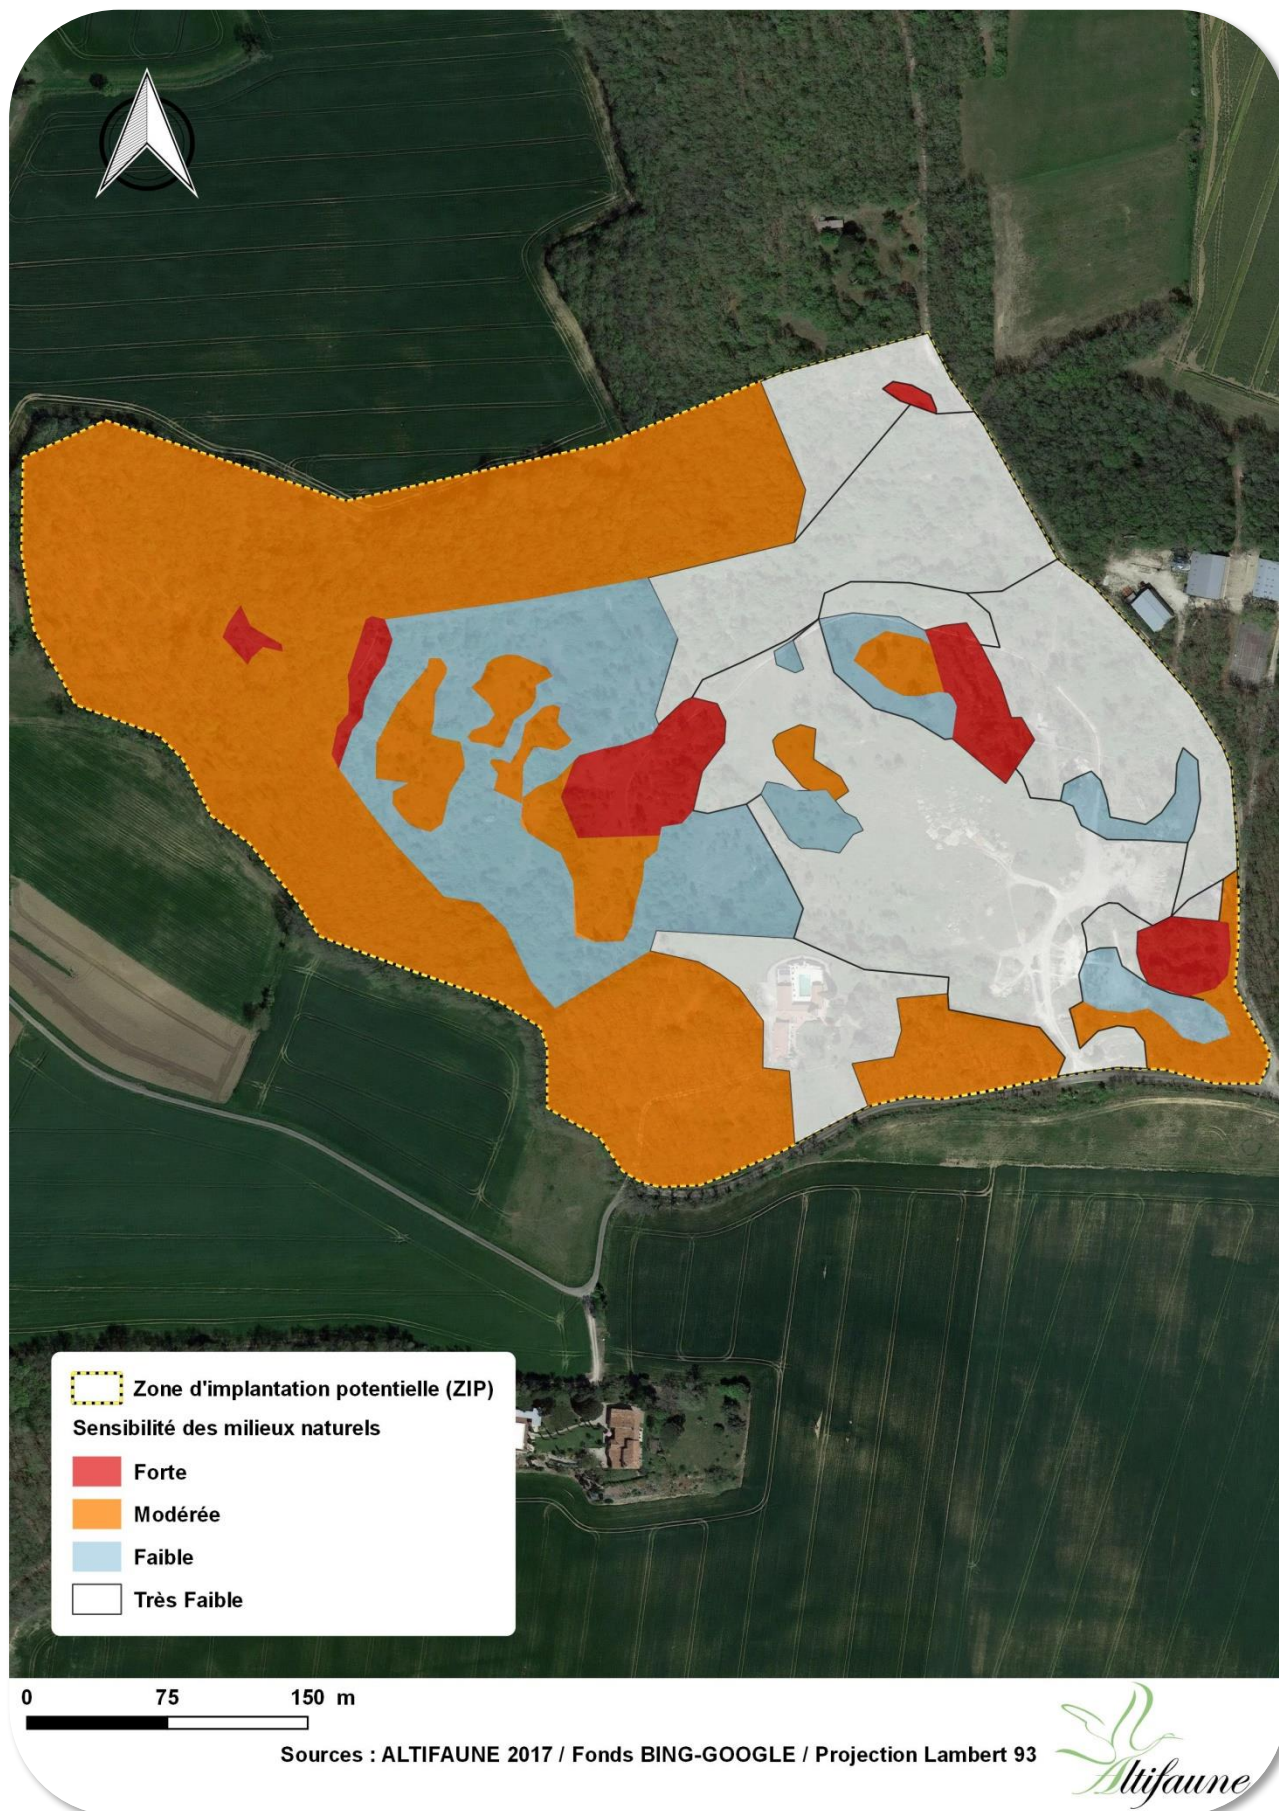 Zone d'implantation potentielle (ZIP)
Sensibilité des milieux naturels
Forte
Modérée
Faible
Très Faible
0 75 150 m
Sources : ALTIFAUNE 2017 / Fonds BING-GOOGLE / Projection Lambert 93
Altifaune